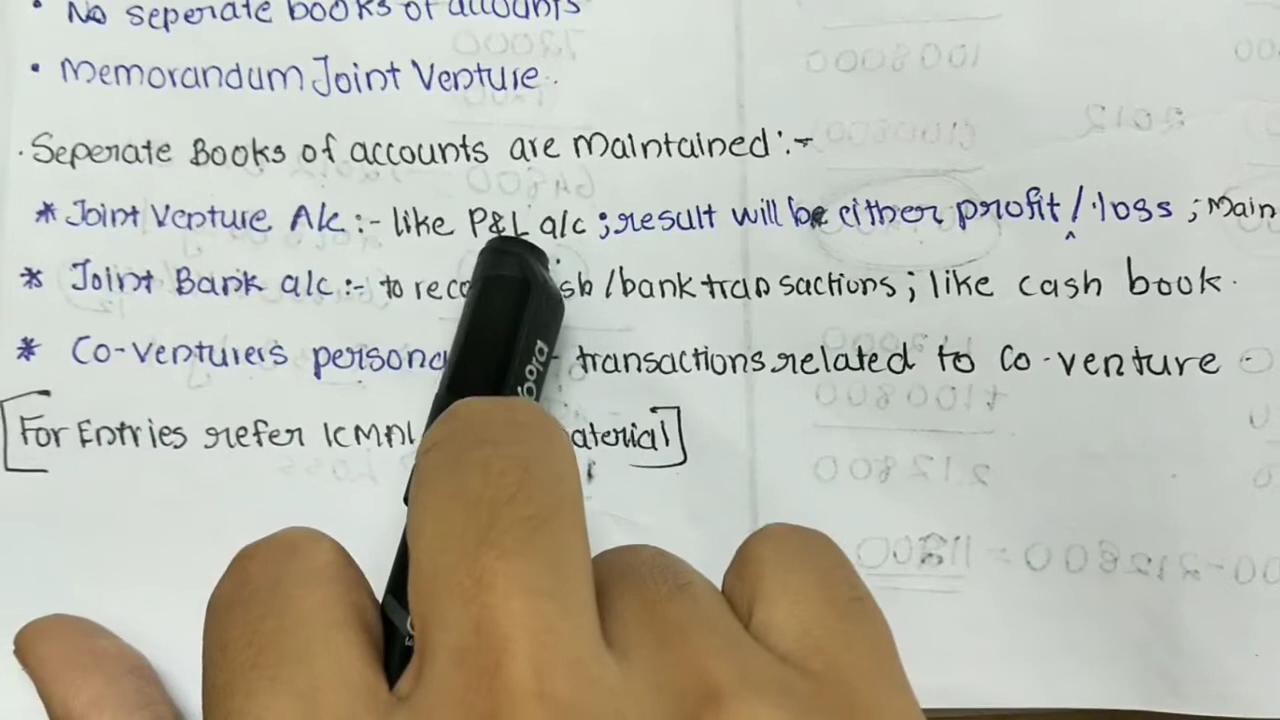 • No seperate books of accounts
• Memorandum Joint Venture.
. Seperate Books of accounts are Maintained :-
* Joint Venture A/c :- like P&L a/c ; result will be either profit / loss ; Main
* Joint Bank a/c :- to reco sh / bank transactions ; like cash book.
* Co-venturers persona - transactions related to co-venture -
[For Entries refer ICMAI aterial]